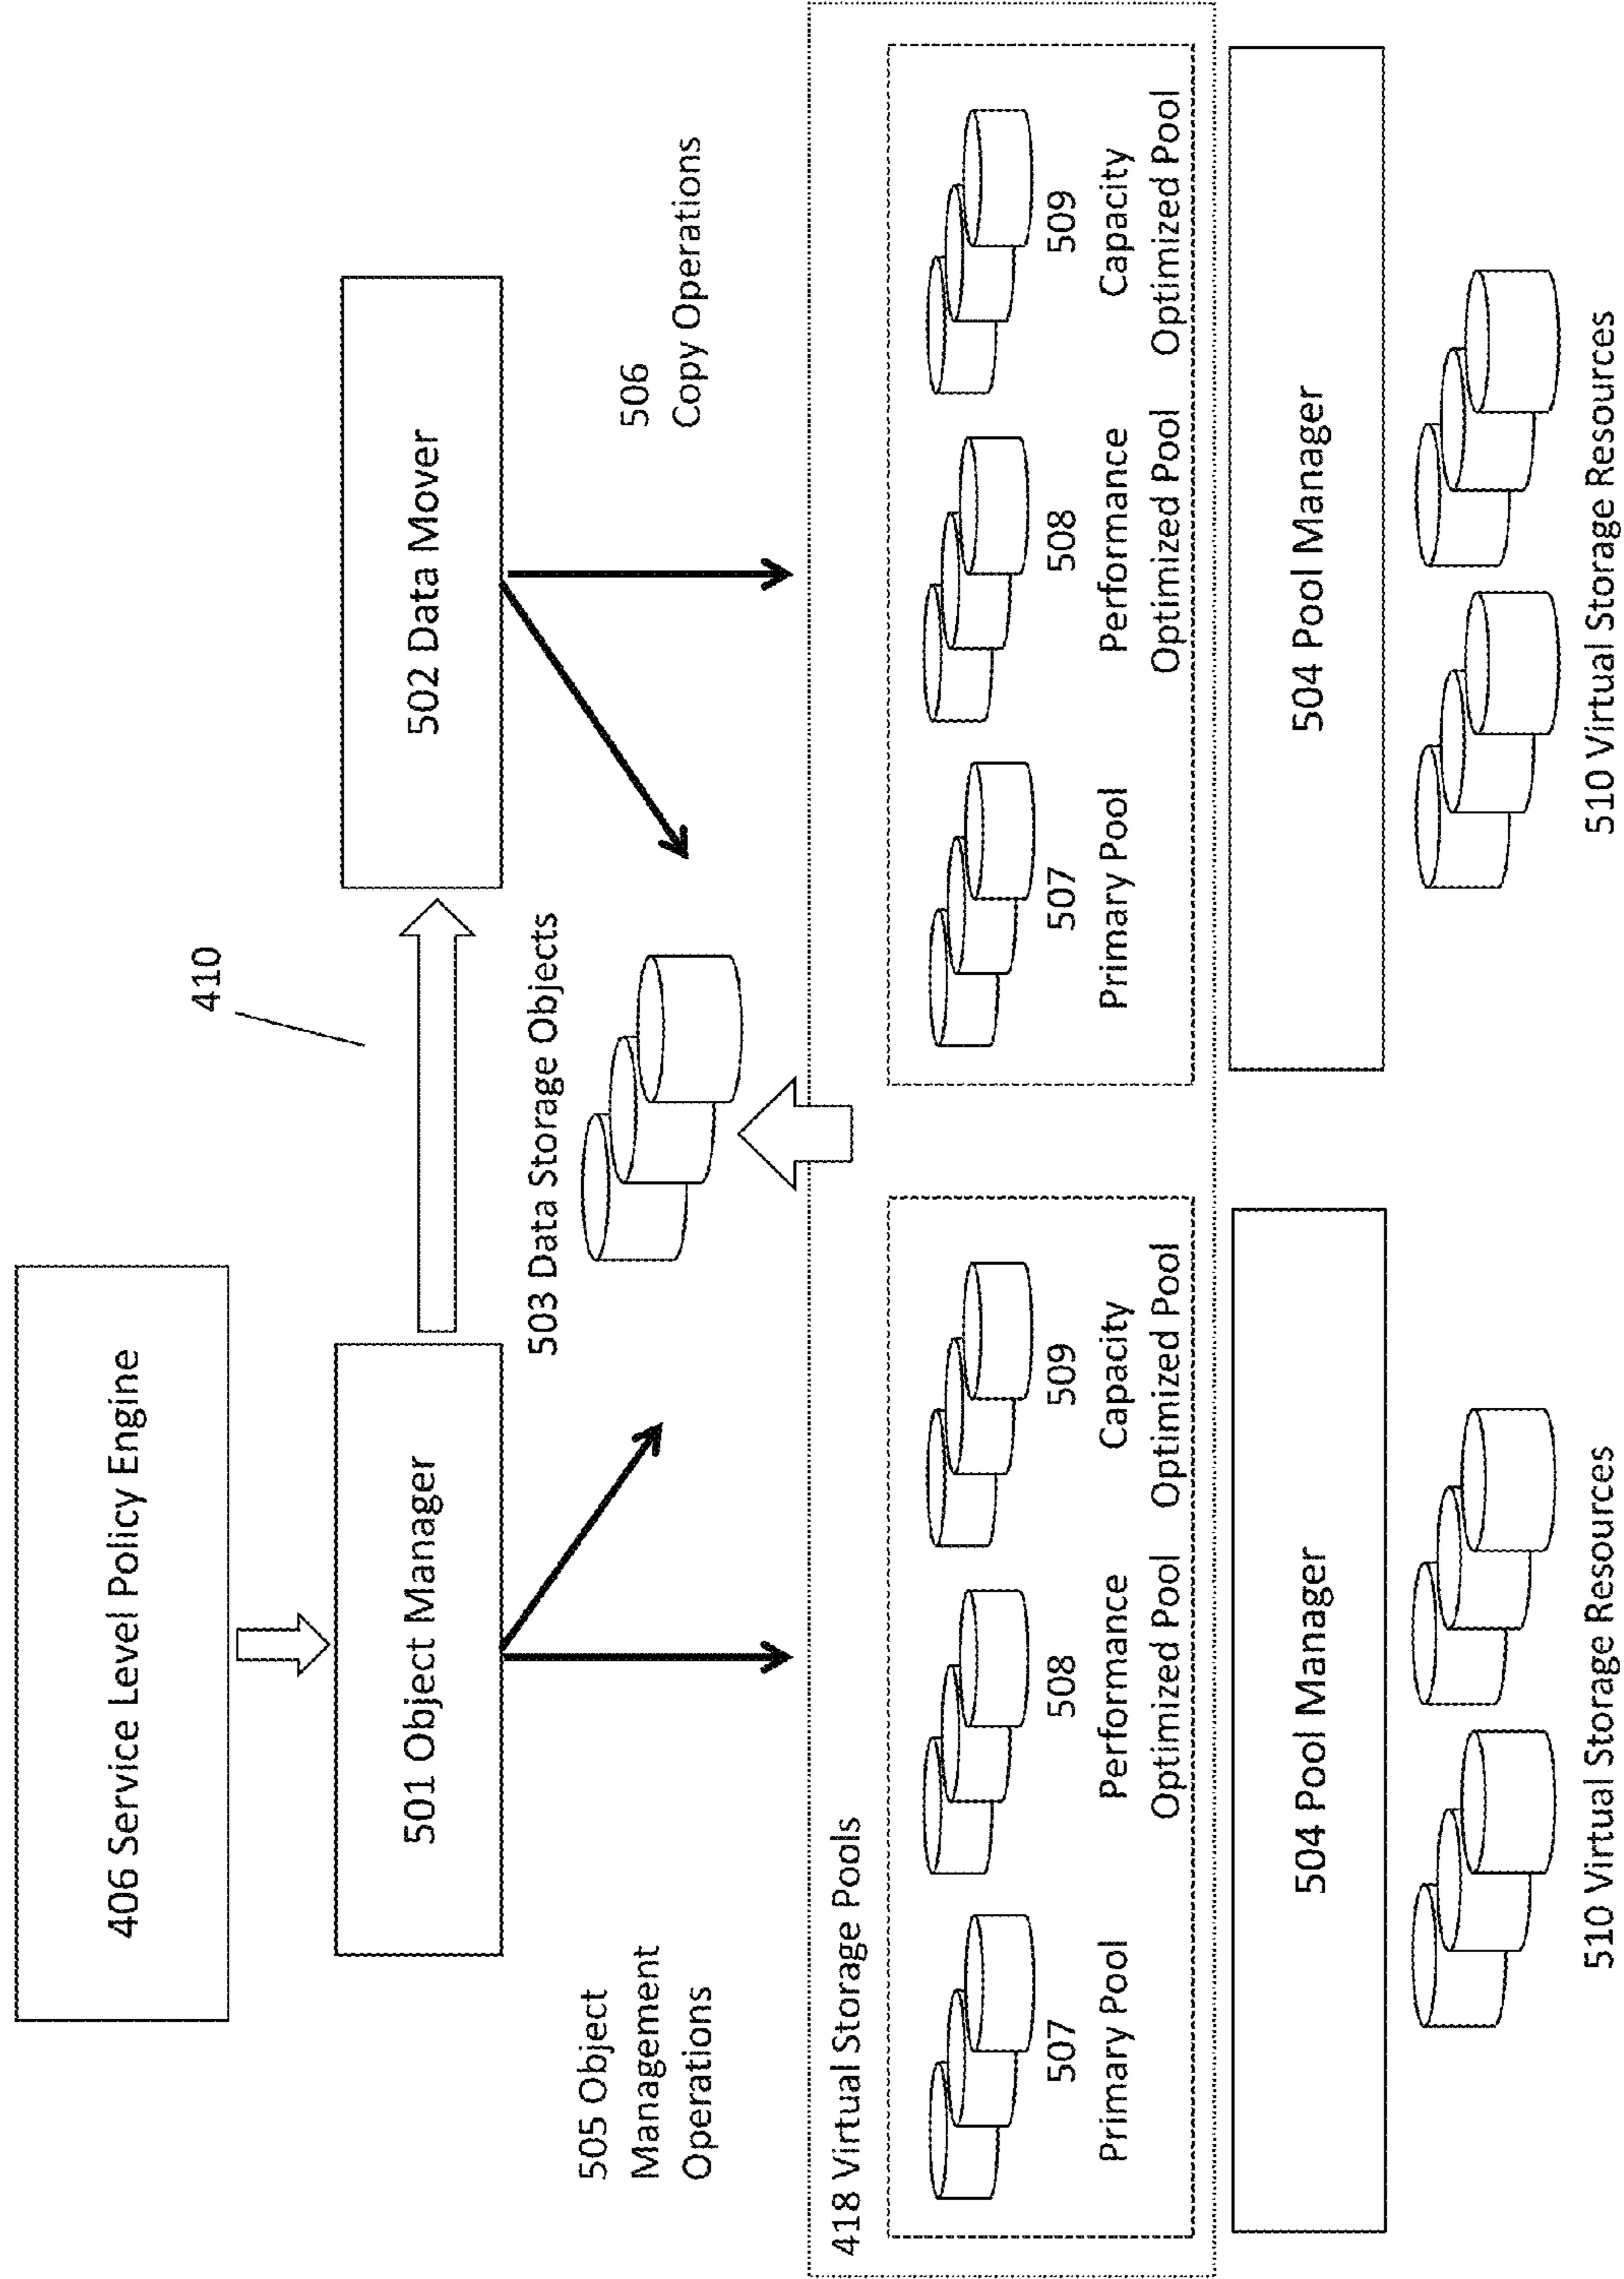 406 Service Level Policy Engine
410
501 Object Manager
502 Data Mover
503 Data Storage Objects
505 Object
Management
Operations
506
Copy Operations
418 Virtual Storage Pools
507
Primary Pool
508
Performance
Optimized Pool
509
Capacity
Optimized Pool
507
Primary Pool
508
Performance
Optimized Pool
509
Capacity
Optimized Pool
504 Pool Manager
504 Pool Manager
510 Virtual Storage Resources
510 Virtual Storage Resources